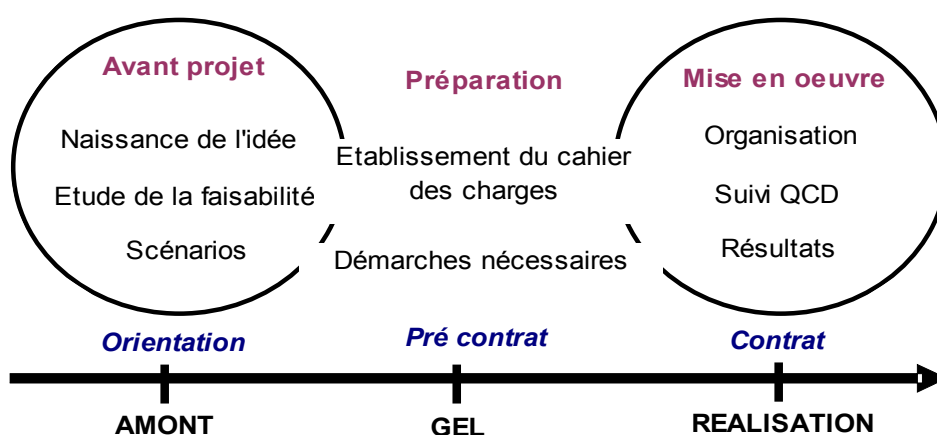 Avant projet
Naissance de l'idée
Etude de la faisabilité
Scénarios
Préparation
Etablissement du cahier
des charges
Démarches nécessaires
Mise en oeuvre
Organisation
Suivi QCD
Résultats
Orientation
Pré contrat
Contrat
AMONT
GEL
REALISATION